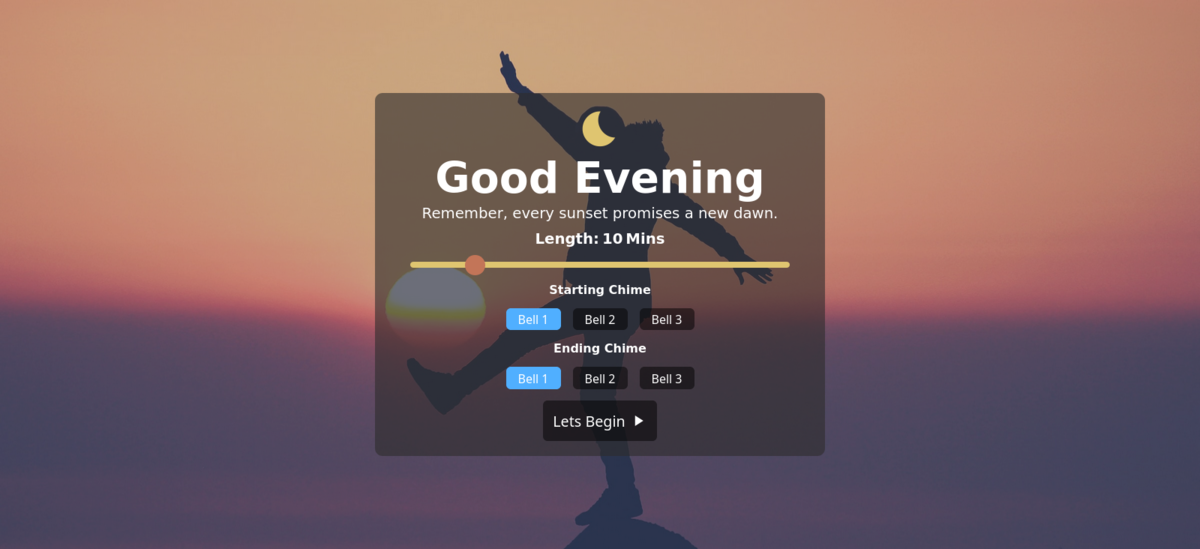 Good Evening
Remember, every sunset promises a new dawn.
Length: 10 Mins
Starting Chime
Bell 1 Bell 2 Bell 3
Ending Chime
Bell 1 Bell 2 Bell 3
Lets Begin